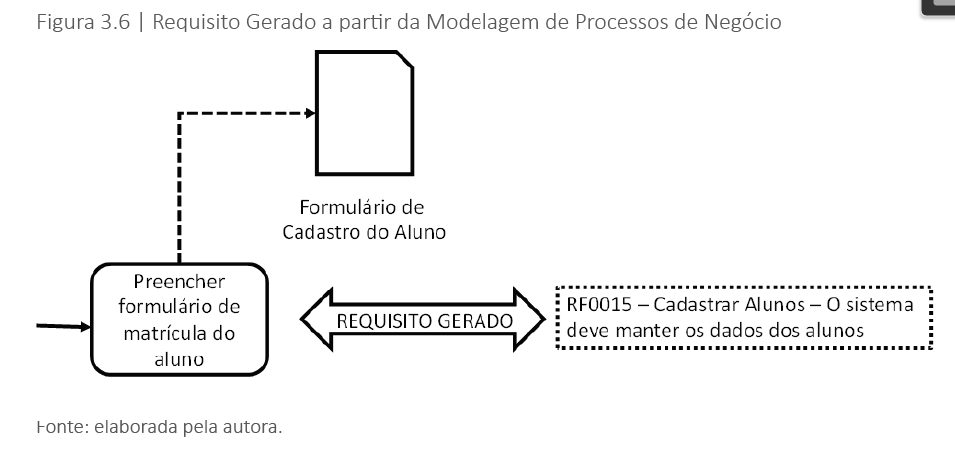 Figura 3.6 | Requisito Gerado a partir da Modelagem de Processos de Negócio
Formulário de
Cadastro do Aluno
Preencher
formulário de
matrícula do
aluno
REQUISITO GERADO
RF0015 – Cadastrar Alunos – O sistema
deve manter os dados dos alunos
Fonte: elaborada pela autora.